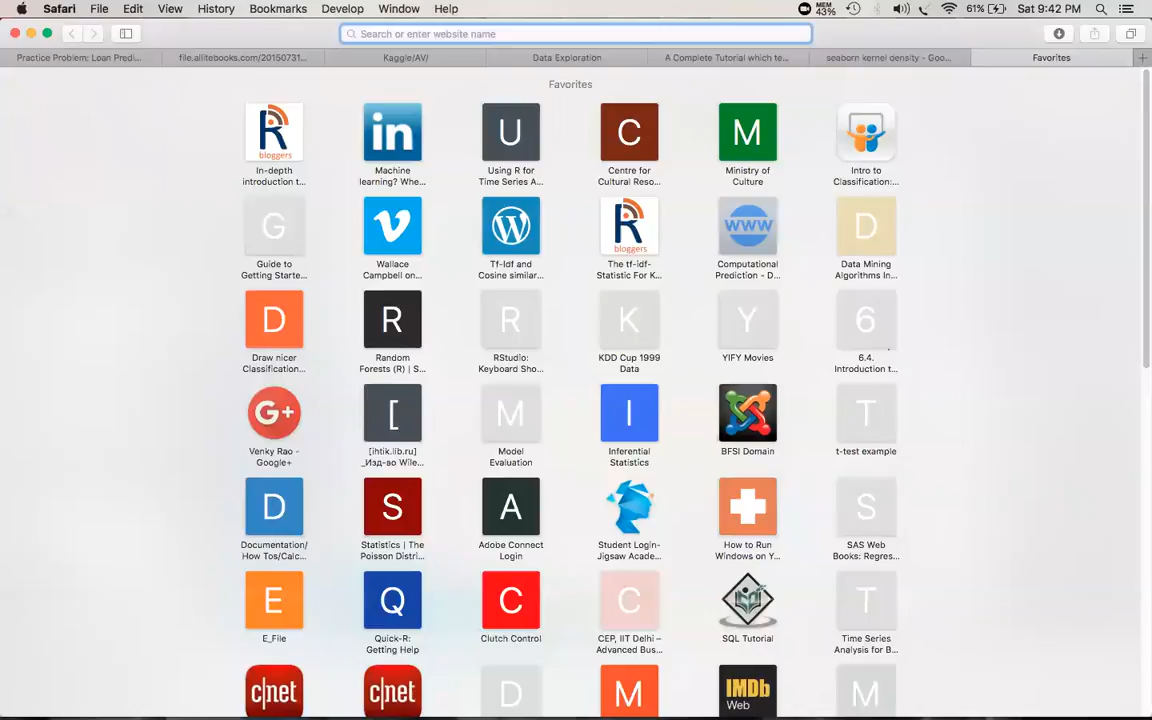 Safari File Edit View History Bookmarks Develop Window Help MEM 43% 61% Sat 9:42 PM
Search or enter website name
Practice Problem: Loan Predi... file.allitebooks.com/20150731... Kaggle/AV/ Data Exploration A Complete Tutorial which te... seaborn kernel density - Goo... Favorites
Favorites
R in U C M
bloggers
In-depth Machine Using R for Centre for Ministry of Intro to
introduction t... learning? Whe... Time Series A... Cultural Reso... Culture Classification:...
G R WWW D
bloggers
Guide to Wallace Tf-Idf and The tf-idf- Computational Data Mining
Getting Starte... Campbell on... Cosine similar... Statistic For K... Prediction - D... Algorithms In...
D R R K Y 6
Draw nicer Random RStudio: KDD Cup 1999 YIFY Movies 6.4.
Classification... Forests (R) | S... Keyboard Sho... Data Introduction t...
G+ [ M I T
Venky Rao - [ihtik.lib.ru] Model Inferential BFSI Domain t-test example
Google+ _Изд-во Wile... Evaluation Statistics
D S A S
Documentation/ Statistics | The Adobe Connect Student Login- How to Run SAS Web
How Tos/Calc... Poisson Distri... Login Jigsaw Acade... Windows on Y... Books: Regres...
E Q C C T
E_File Quick-R: Clutch Control CEP, IIT Delhi – SQL Tutorial Time Series
Getting Help Advanced Bus... Analysis for B...
c|net c|net D M IMDb M
Web